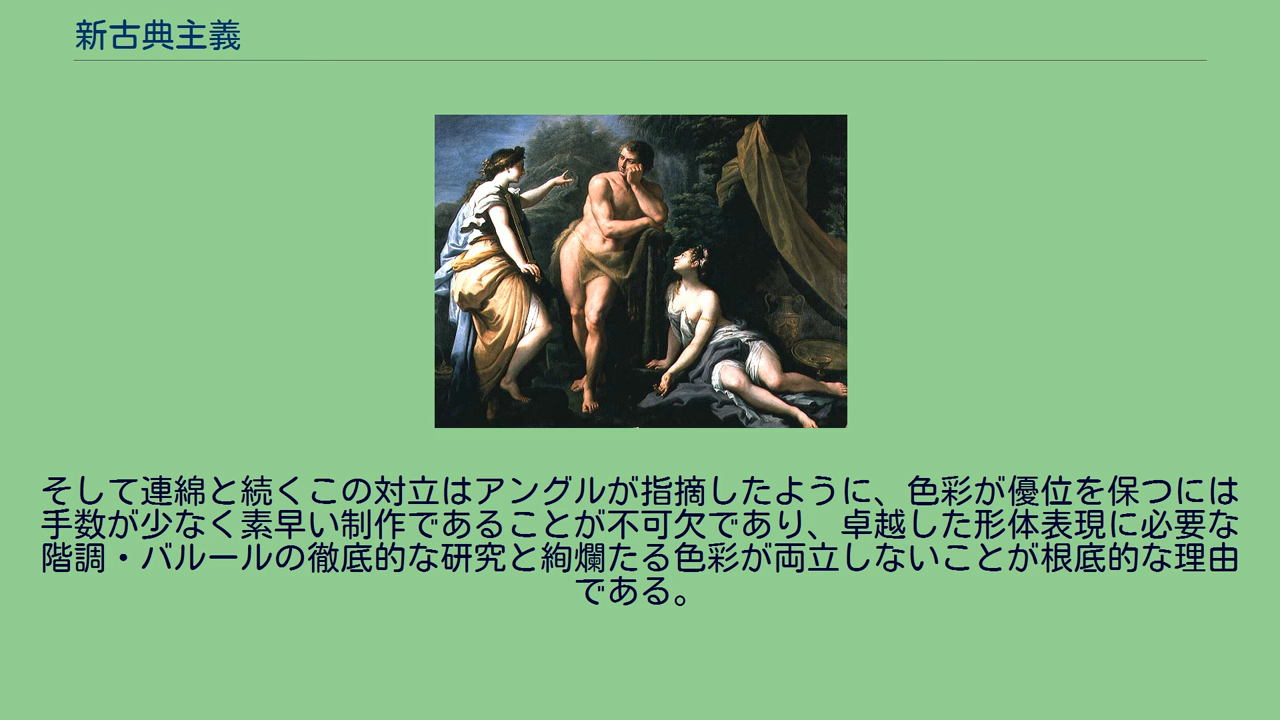 新古典主義
そして連綿と続くこの対立はアングルが指摘したように、色彩が優位を保つには
手数が少なく素早い制作であることが不可欠であり、卓越した形体表現に必要な
階調・バルールの徹底的な研究と絢爛たる色彩が両立しないことが根底的な理由
である。